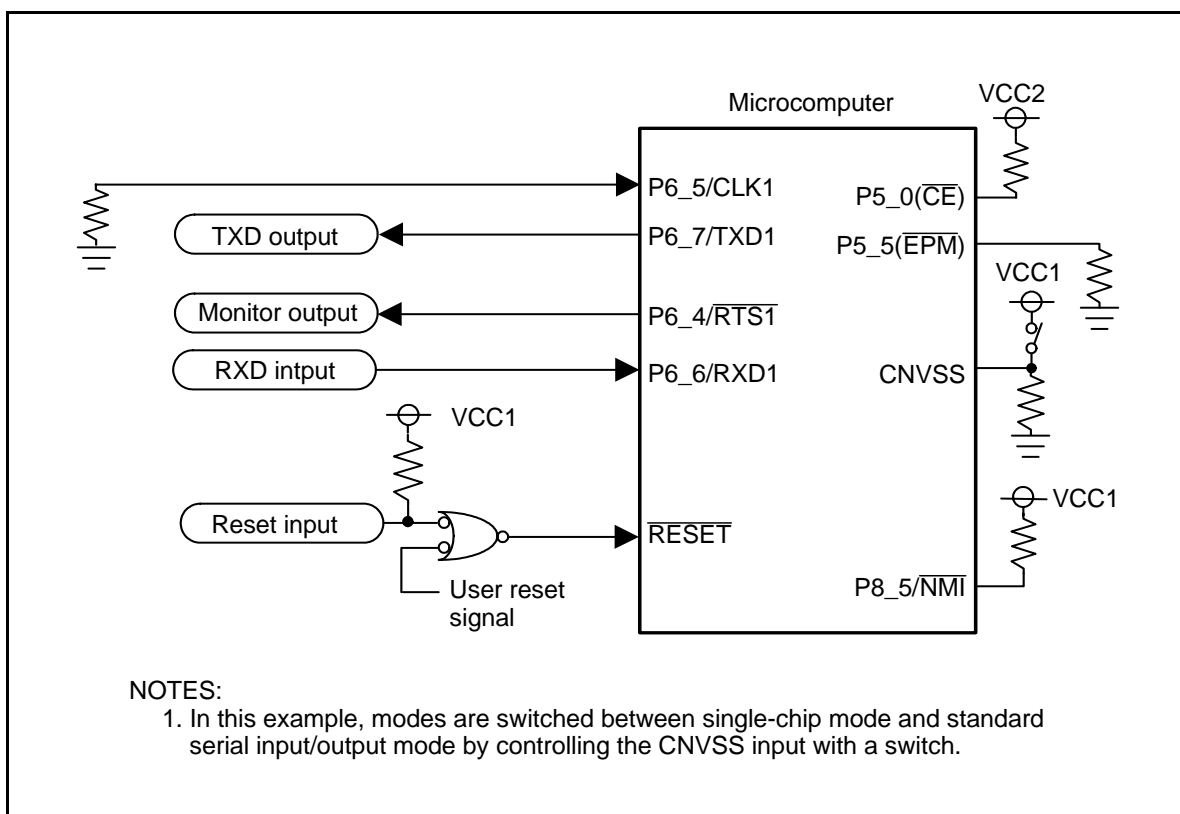 Microcomputer
VCC2
P6_5/CLK1
P5_0(CE)
TXD output
P6_7/TXD1
P5_5(EPM)
VCC1
Monitor output
P6_4/RTS1
RXD intput
P6_6/RXD1
CNVSS
VCC1
VCC1
Reset input
RESET
User reset
signal
P8_5/NMI
NOTES:
1. In this example, modes are switched between single-chip mode and standard
serial input/output mode by controlling the CNVSS input with a switch.